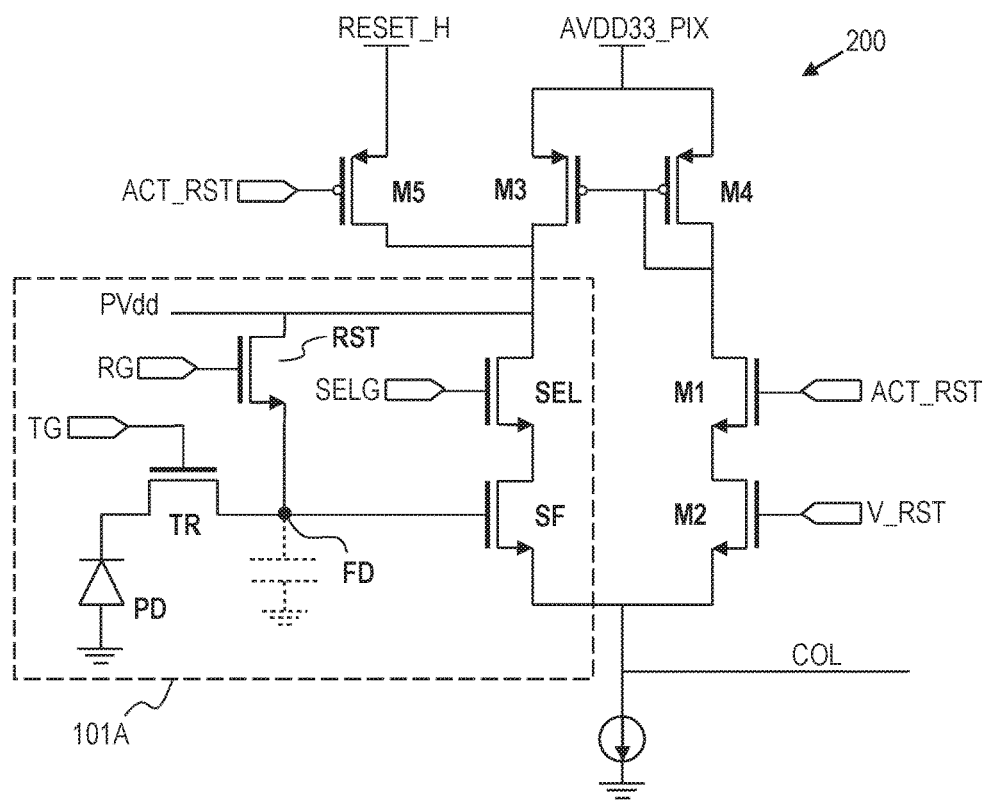 RESET_H
AVDD33_PIX
200
ACT_RST
M5
M3
M4
PVdd
RST
RG
SELG
SEL
M1
ACT_RST
TG
TR
SF
M2
V_RST
FD
PD
COL
101A